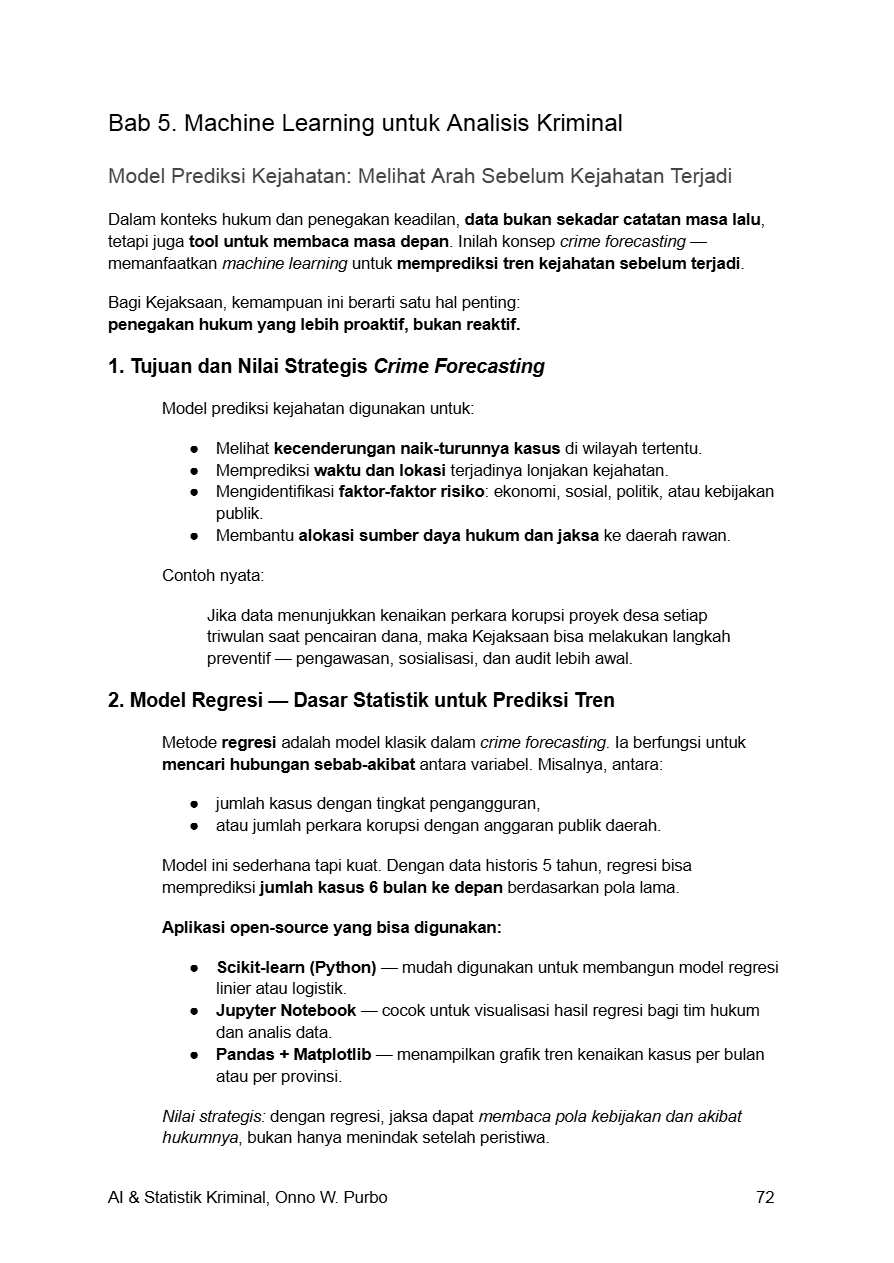 Bab 5. Machine Learning untuk Analisis Kriminal
Model Prediksi Kejahatan: Melihat Arah Sebelum Kejahatan Terjadi
Dalam konteks hukum dan penegakan keadilan, data bukan sekadar catatan masa lalu,
tetapi juga tool untuk membaca masa depan. Inilah konsep crime forecasting —
memanfaatkan machine learning untuk memprediksi tren kejahatan sebelum terjadi.
Bagi Kejaksaan, kemampuan ini berarti satu hal penting:
penegakan hukum yang lebih proaktif, bukan reaktif.
1. Tujuan dan Nilai Strategis Crime Forecasting
Model prediksi kejahatan digunakan untuk:
● Melihat kecenderungan naik-turunnya kasus di wilayah tertentu.
● Memprediksi waktu dan lokasi terjadinya lonjakan kejahatan.
● Mengidentifikasi faktor-faktor risiko: ekonomi, sosial, politik, atau kebijakan
publik.
● Membantu alokasi sumber daya hukum dan jaksa ke daerah rawan.
Contoh nyata:
Jika data menunjukkan kenaikan perkara korupsi proyek desa setiap
triwulan saat pencairan dana, maka Kejaksaan bisa melakukan langkah
preventif — pengawasan, sosialisasi, dan audit lebih awal.
2. Model Regresi — Dasar Statistik untuk Prediksi Tren
Metode regresi adalah model klasik dalam crime forecasting. Ia berfungsi untuk
mencari hubungan sebab-akibat antara variabel. Misalnya, antara:
● jumlah kasus dengan tingkat pengangguran,
● atau jumlah perkara korupsi dengan anggaran publik daerah.
Model ini sederhana tapi kuat. Dengan data historis 5 tahun, regresi bisa
memprediksi jumlah kasus 6 bulan ke depan berdasarkan pola lama.
Aplikasi open-source yang bisa digunakan:
● Scikit-learn (Python) — mudah digunakan untuk membangun model regresi
linier atau logistik.
● Jupyter Notebook — cocok untuk visualisasi hasil regresi bagi tim hukum
dan analis data.
● Pandas + Matplotlib — menampilkan grafik tren kenaikan kasus per bulan
atau per provinsi.
Nilai strategis: dengan regresi, jaksa dapat membaca pola kebijakan dan akibat
hukumnya, bukan hanya menindak setelah peristiwa.
AI & Statistik Kriminal, Onno W. Purbo 72